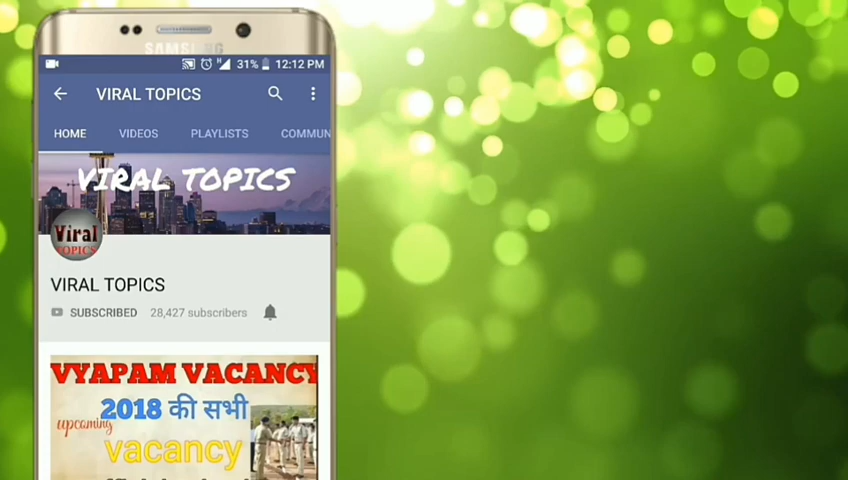 SAMSUNG
31% 12:12 PM
VIRAL TOPICS
HOME VIDEOS PLAYLISTS COMMUN
VIRAL TOPICS
Viral
TOPICS
VIRAL TOPICS
SUBSCRIBED 28,427 subscribers
VYAPAM VACANCY
2018 की सभी
upcoming
vacancy